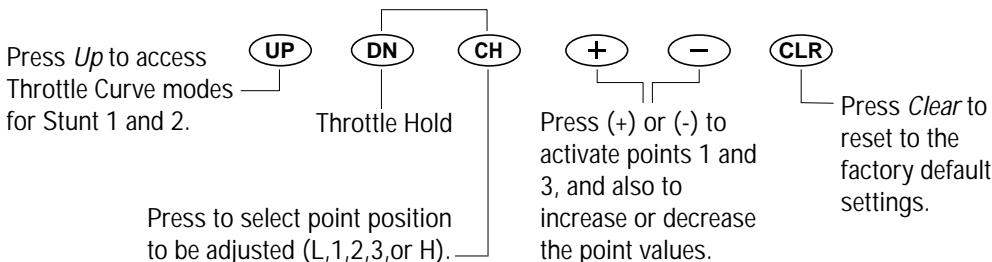 UP DN CH + − CLR
Press Up to access
Throttle Curve modes
for Stunt 1 and 2.
Throttle Hold
Press to select point position
to be adjusted (L,1,2,3,or H).
Press (+) or (-) to
activate points 1 and
3, and also to
increase or decrease
the point values.
Press Clear to
reset to the
factory default
settings.